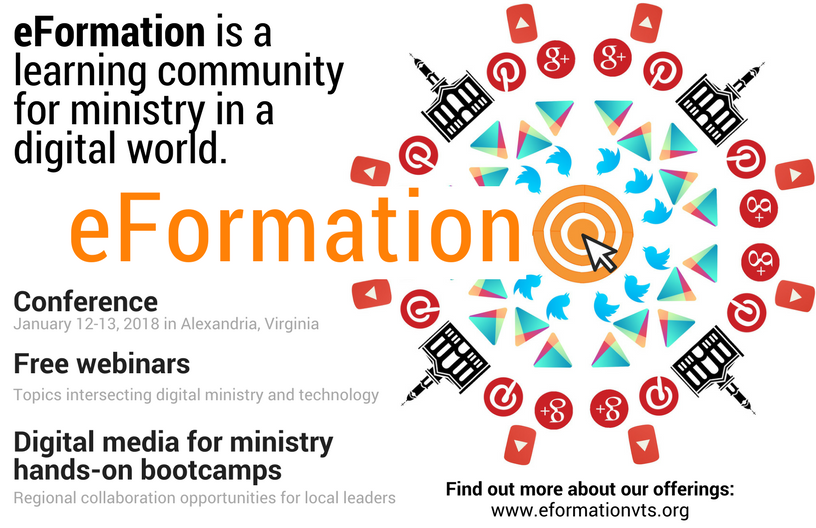 eFormation is a
learning community
for ministry in a
digital world.
eFormation
Conference
January 12-13, 2018 in Alexandria, Virginia
Free webinars
Topics intersecting digital ministry and technology
Digital media for ministry
hands-on bootcamps
Regional collaboration opportunities for local leaders
g+
g+
g+
g+
g+
g+
Find out more about our offerings:
www.eformationvts.org